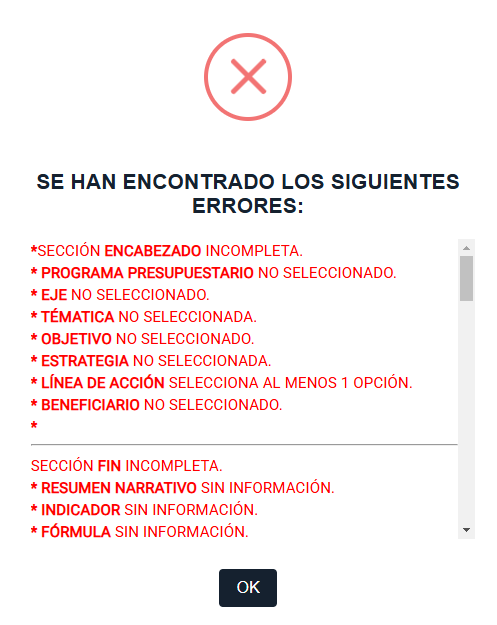 SE HAN ENCONTRADO LOS SIGUIENTES
ERRORES:
*SECCIÓN ENCABEZADO INCOMPLETA.
* PROGRAMA PRESUPUESTARIO NO SELECCIONADO.
* EJE NO SELECCIONADO.
* TÉMATICA NO SELECCIONADA.
* OBJETIVO NO SELECCIONADO.
* ESTRATEGIA NO SELECCIONADA.
* LÍNEA DE ACCIÓN SELECCIONA AL MENOS 1 OPCIÓN.
* BENEFICIARIO NO SELECCIONADO.
*
SECCIÓN FIN INCOMPLETA.
* RESUMEN NARRATIVO SIN INFORMACIÓN.
* INDICADOR SIN INFORMACIÓN.
* FÓRMULA SIN INFORMACIÓN.
OK